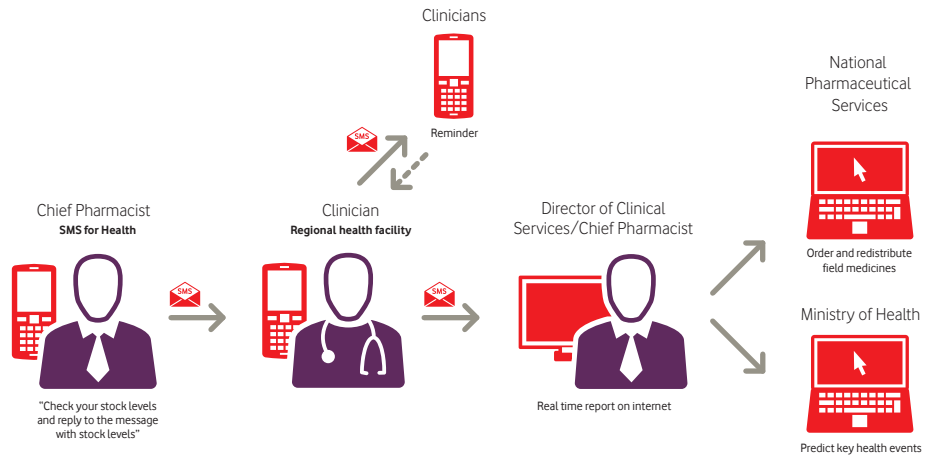 Clinicians
SMS
Reminder
National
Pharmaceutical
Services
Chief Pharmacist
SMS for Health
SMS
"Check your stock levels
and reply to the message
with stock levels”
Clinician
Regional health facility
SMS
Director of Clinical
Services/Chief Pharmacist
Real time report on internet
Order and redistribute
field medicines
Ministry of Health
Predict key health events